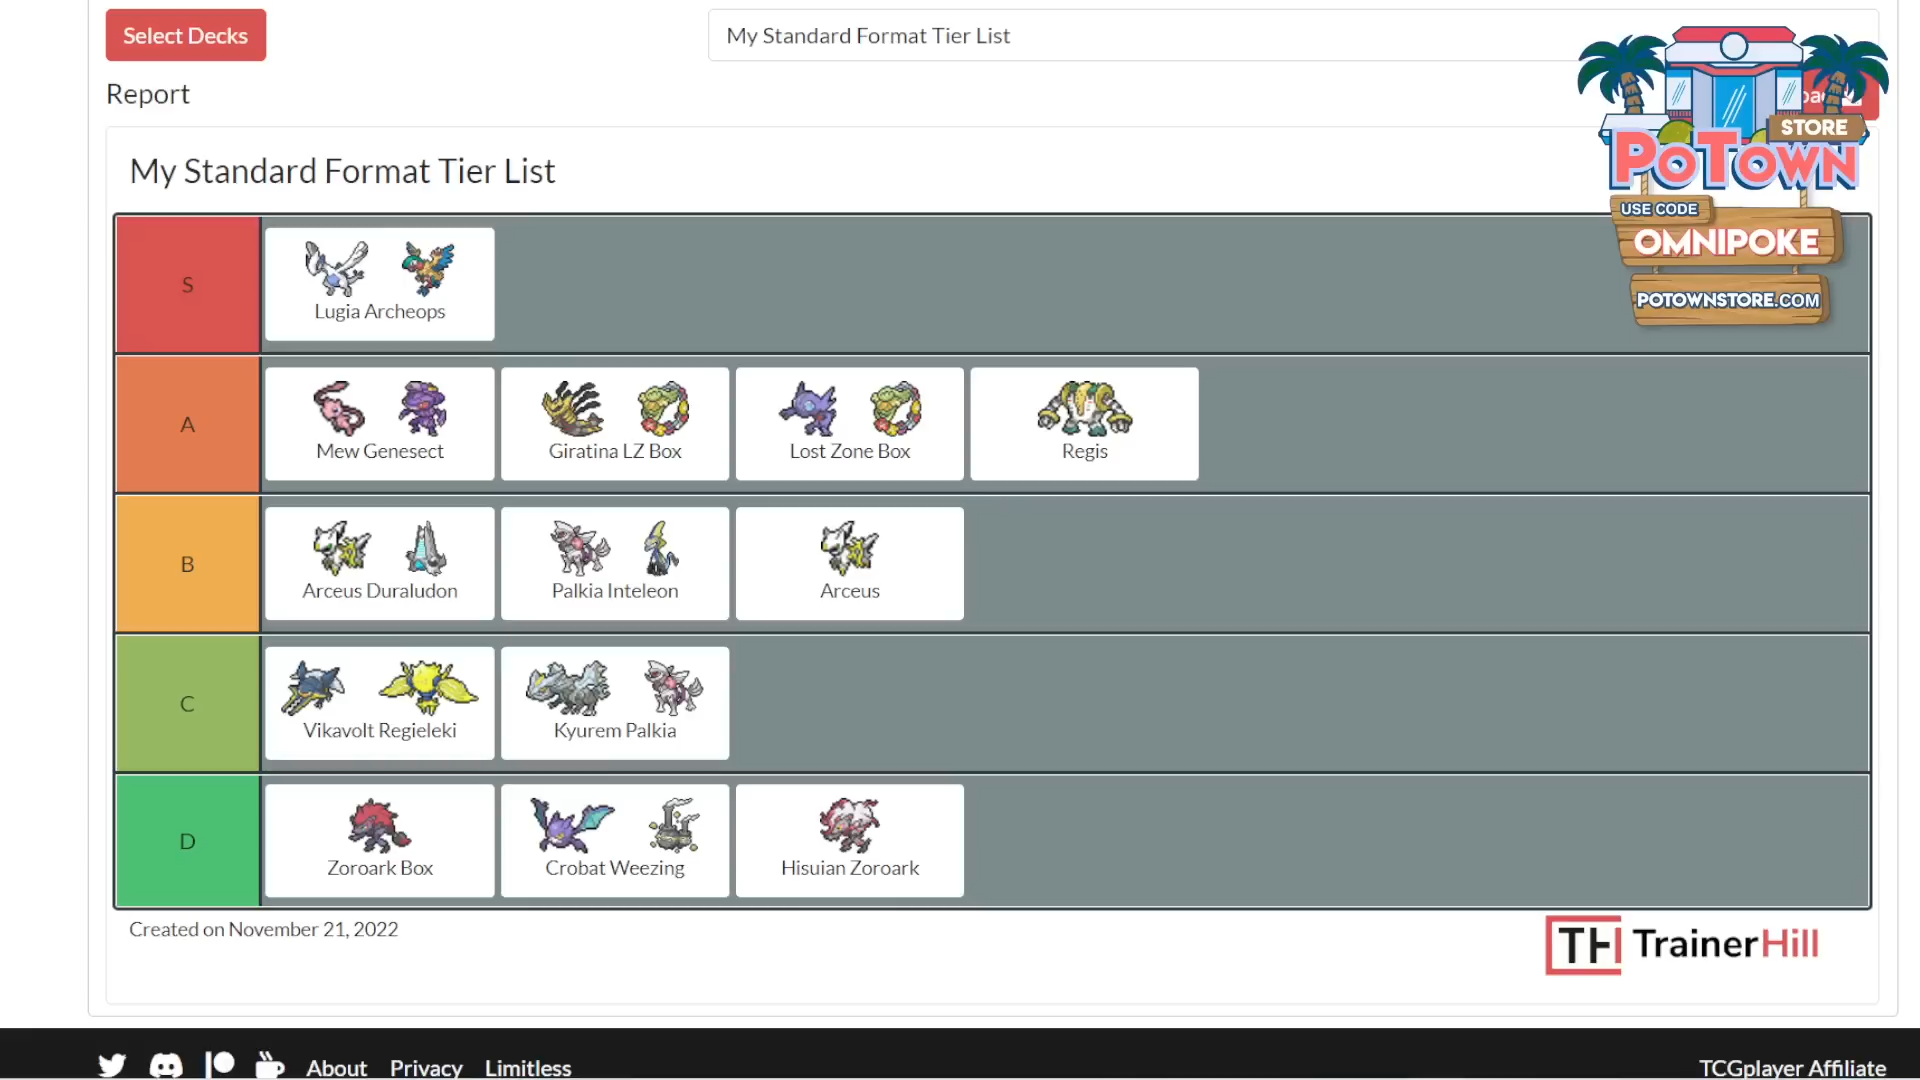 Select Decks
My Standard Format Tier List
Report
My Standard Format Tier List
STORE
POTOWN
USE CODE
OMNIPOKE
POTOWNSTORE.COM
S
Lugia Archeops
A
Mew Genesect
Giratina LZ Box
Lost Zone Box
Regis
B
Arceus Duraludon
Palkia Inteleon
Arceus
C
Vikavolt Regieleki
Kyurem Palkia
D
Zoroark Box
Crobat Weezing
Hisuian Zoroark
Created on November 21, 2022
TH TrainerHill
About Privacy Limitless
TCGplayer Affiliate